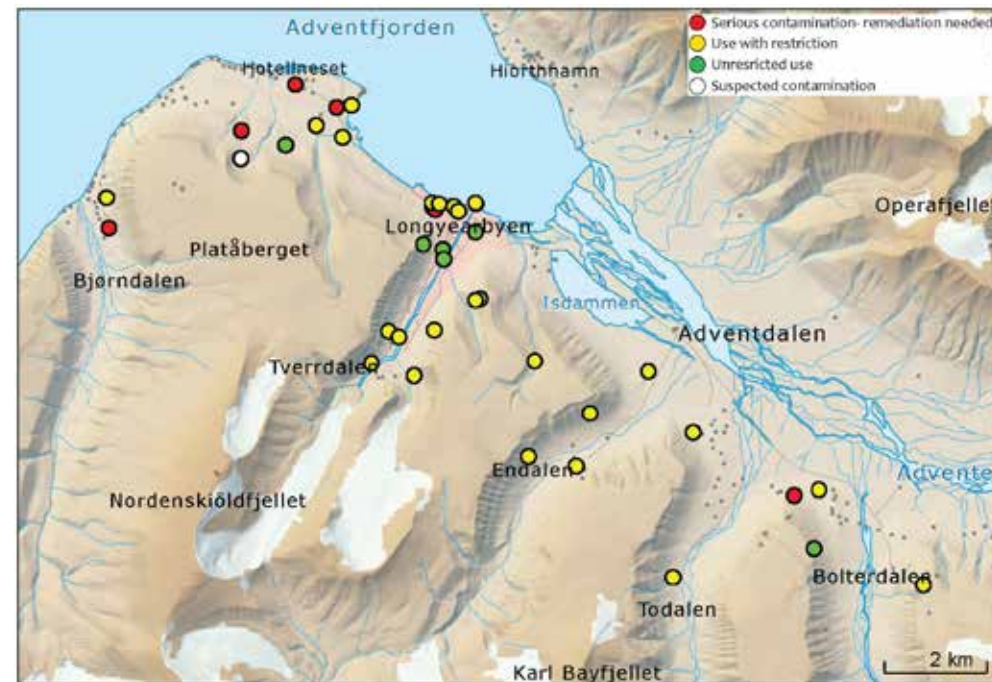 Adventfjorden
Serious contamination- remediation needed
Use with restriction
Unresricted use
Suspected contamination
Hotellneset
Hiorthhamn
Operafjellet
Longyearbyen
Platåberget
Bjørndalen
Isdammen
Adventdalen
Tverrdalen
Endalen
Advente
Nordenskiöldfjellet
Bolterdalen
Todalen
Karl Bayfjellet
2 km